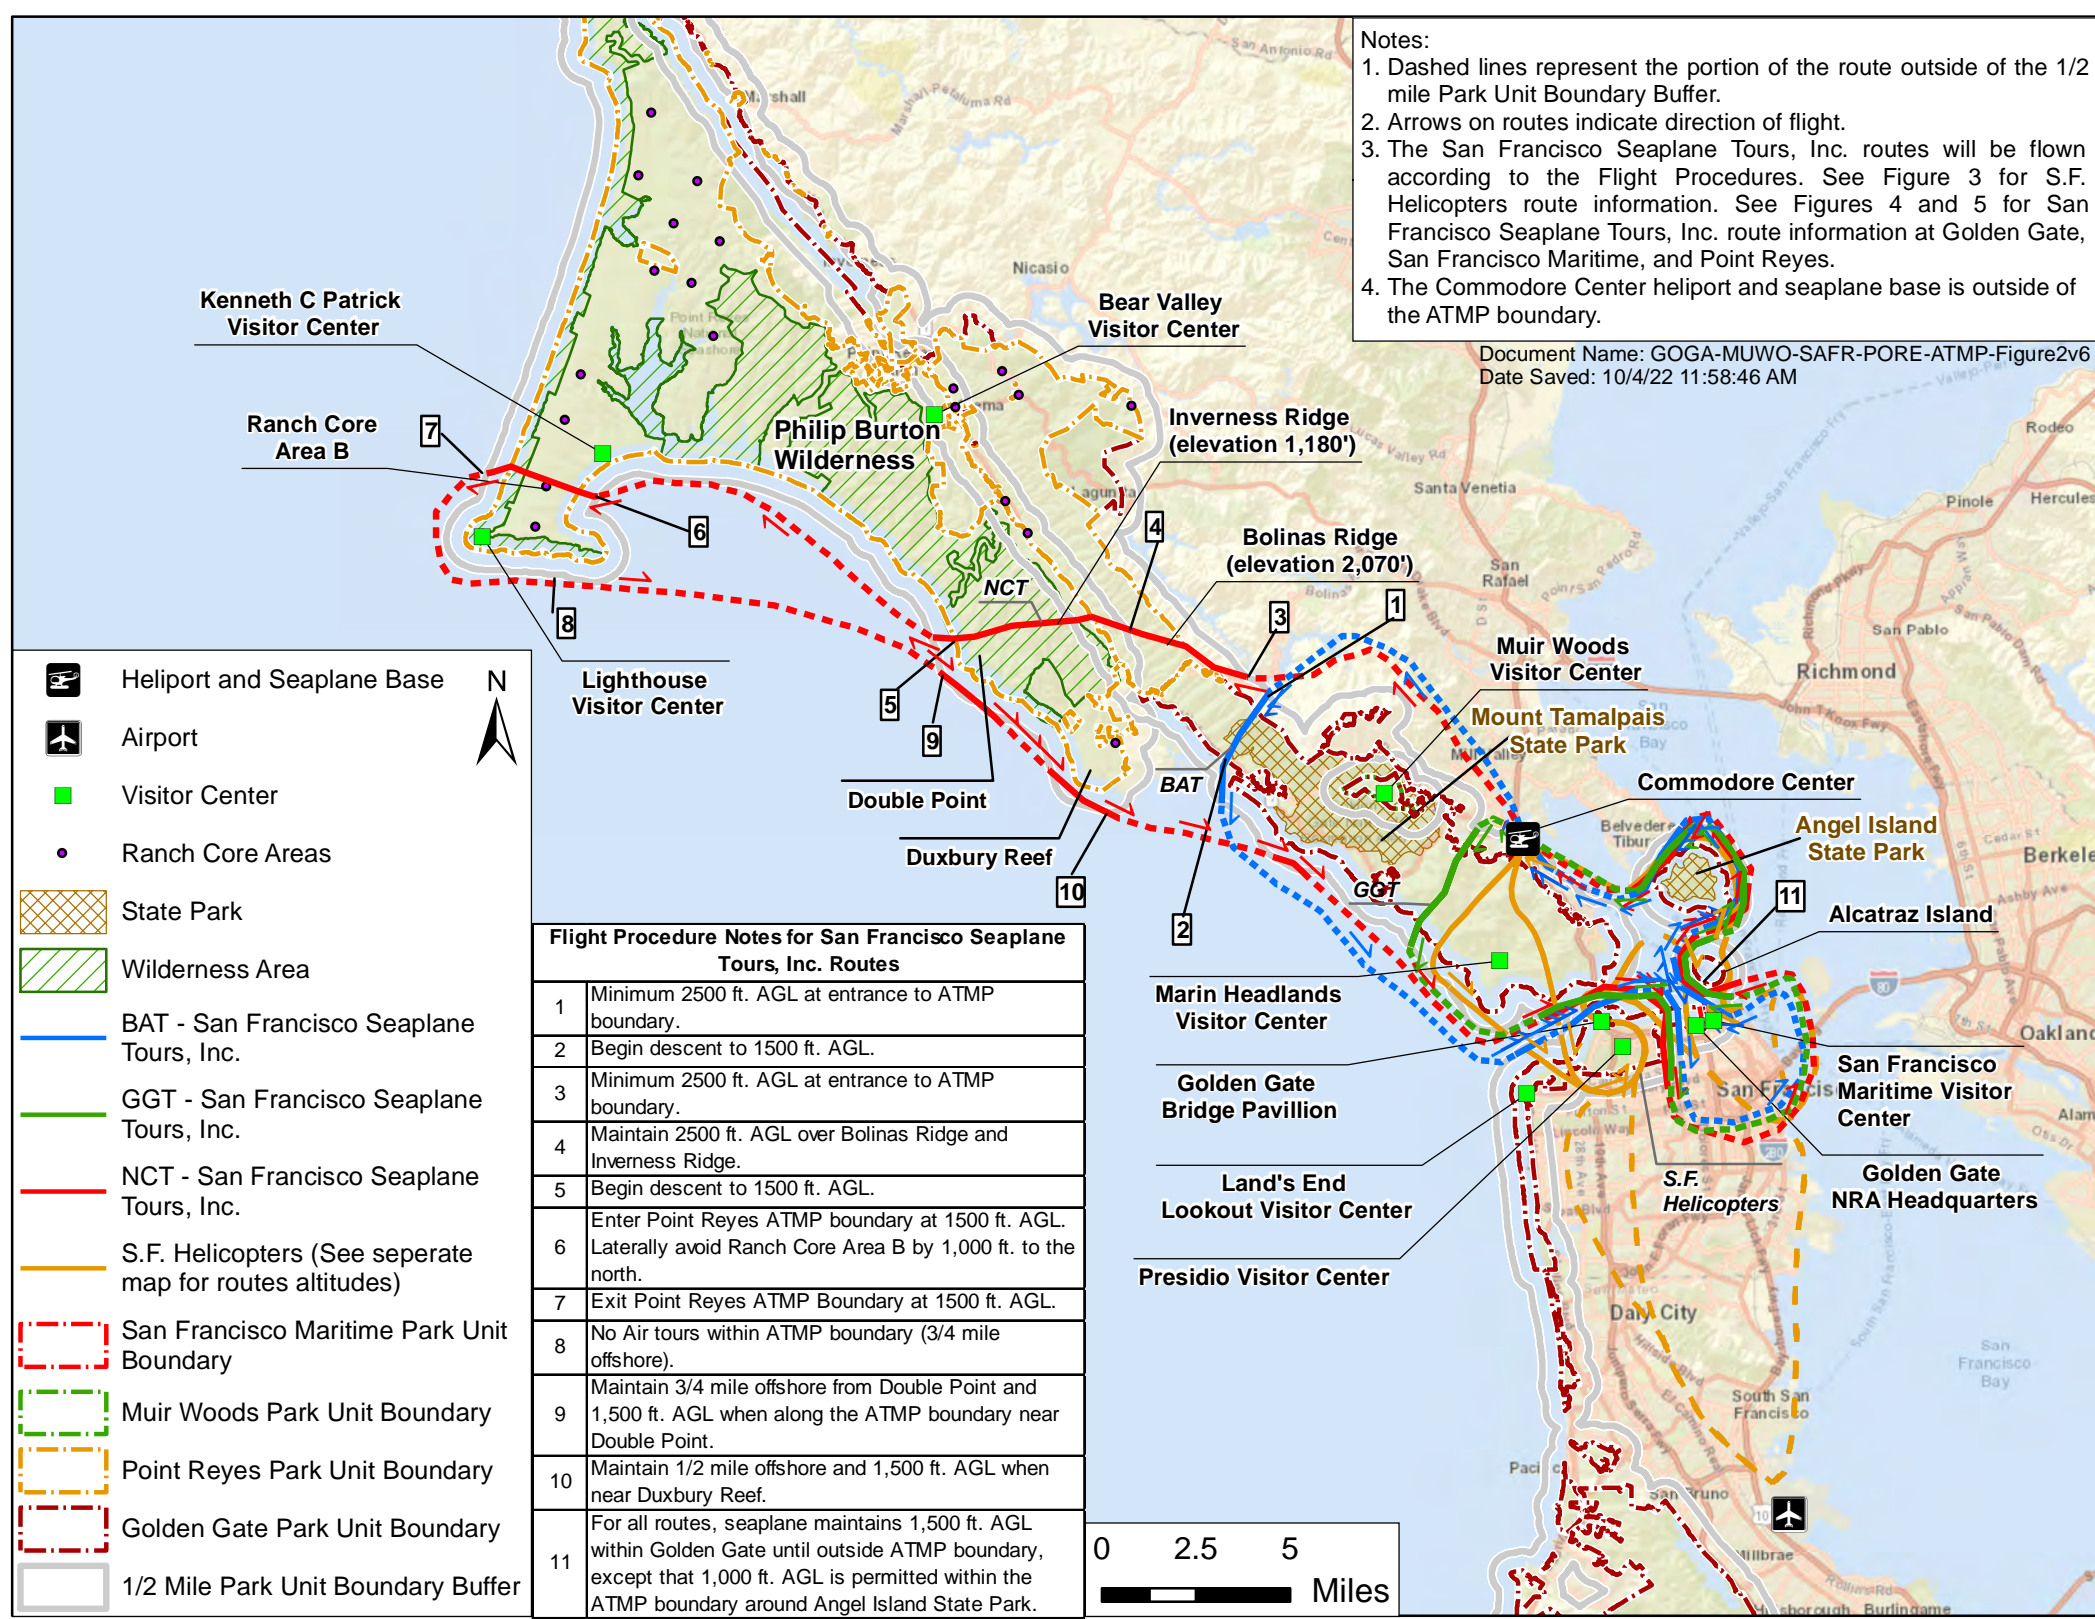 Notes:
1. Dashed lines represent the portion of the route outside of the 1/2
mile Park Unit Boundary Buffer.
2. Arrows on routes indicate direction of flight.
3. The San Francisco Seaplane Tours, Inc. routes will be flown
according to the Flight Procedures. See Figure 3 for S.F.
Helicopters route information. See Figures 4 and 5 for San
Francisco Seaplane Tours, Inc. route information at Golden Gate,
San Francisco Maritime, and Point Reyes.
4. The Commodore Center heliport and seaplane base is outside of
the ATMP boundary.
Document Name: GOGA-MUWO-SAFR-PORE-ATMP-Figure2v6
Date Saved: 10/4/22 11:58:46 AM
San Antonio Rd
Marshall Petaluma Rd
Nicasio
Kenneth C Patrick
Visitor Center
Bear Valley
Visitor Center
Ranch Core
Area B
7
Philip Burton
Wilderness
Inverness Ridge
(elevation 1,180')
Lucas Valley Rd
Santa Venetia
Rodeo
Pinole
Hercules
6
4
Bolinas Ridge
(elevation 2,070')
San
Rafael
NCT
8
3
1
San Pablo
Richmond
Muir Woods
Visitor Center
Mount Tamalpais
State Park
Lighthouse
Visitor Center
5
9
BAT
Double Point
Duxbury Reef
10
Commodore Center
Belvedere
Tibur
Angel Island
State Park
Berkele
11
Alcatraz Island
GGT
2
Marin Headlands
Visitor Center
80
Oakland
Golden Gate
Bridge Pavillion
San Francisco
Maritime Visitor
Center
Land's End
Lookout Visitor Center
Lincoln Way
280
S.F.
Helicopters
Golden Gate
NRA Headquarters
Presidio Visitor Center
Daly City
San
Francisco
Bay
South San
Francisco
San Bruno
Millbrae
Burlingame
Heliport and Seaplane Base
N
Airport
Visitor Center
Ranch Core Areas
State Park
Wilderness Area
BAT - San Francisco Seaplane
Tours, Inc.
GGT - San Francisco Seaplane
Tours, Inc.
NCT - San Francisco Seaplane
Tours, Inc.
S.F. Helicopters (See seperate
map for routes altitudes)
San Francisco Maritime Park Unit
Boundary
Muir Woods Park Unit Boundary
Point Reyes Park Unit Boundary
Golden Gate Park Unit Boundary
1/2 Mile Park Unit Boundary Buffer
Flight Procedure Notes for San Francisco Seaplane
Tours, Inc. Routes
1 Minimum 2500 ft. AGL at entrance to ATMP
boundary.
2 Begin descent to 1500 ft. AGL.
3 Minimum 2500 ft. AGL at entrance to ATMP
boundary.
4 Maintain 2500 ft. AGL over Bolinas Ridge and
Inverness Ridge.
5 Begin descent to 1500 ft. AGL.
6 Enter Point Reyes ATMP boundary at 1500 ft. AGL.
Laterally avoid Ranch Core Area B by 1,000 ft. to the
north.
7 Exit Point Reyes ATMP Boundary at 1500 ft. AGL.
8 No Air tours within ATMP boundary (3/4 mile
offshore).
9 Maintain 3/4 mile offshore from Double Point and
1,500 ft. AGL when along the ATMP boundary near
Double Point.
10 Maintain 1/2 mile offshore and 1,500 ft. AGL when
near Duxbury Reef.
11 For all routes, seaplane maintains 1,500 ft. AGL
within Golden Gate until outside ATMP boundary,
except that 1,000 ft. AGL is permitted within the
ATMP boundary around Angel Island State Park.
0 2.5 5
Miles